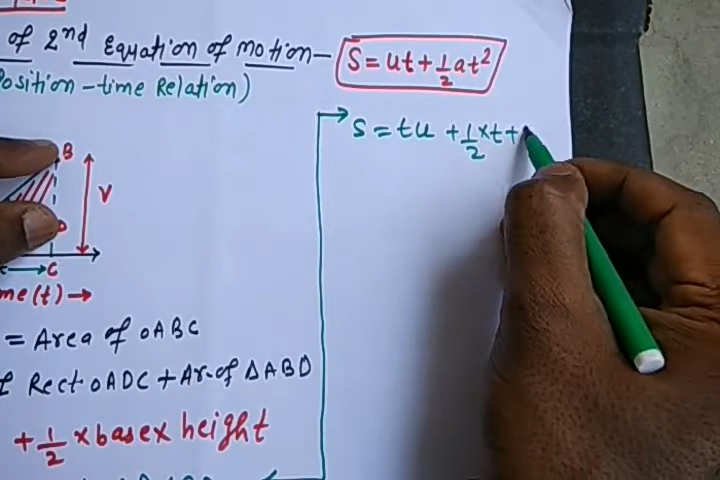 of 2nd Equation of motion- S = ut + 1/2 at²
Position - time Relation)
S = tu + 1/2 × t +
B
V
D
C
me (t) →
= Area of OABC
Rect OADC + Ar. of ΔABD
+ 1/2 × base × height